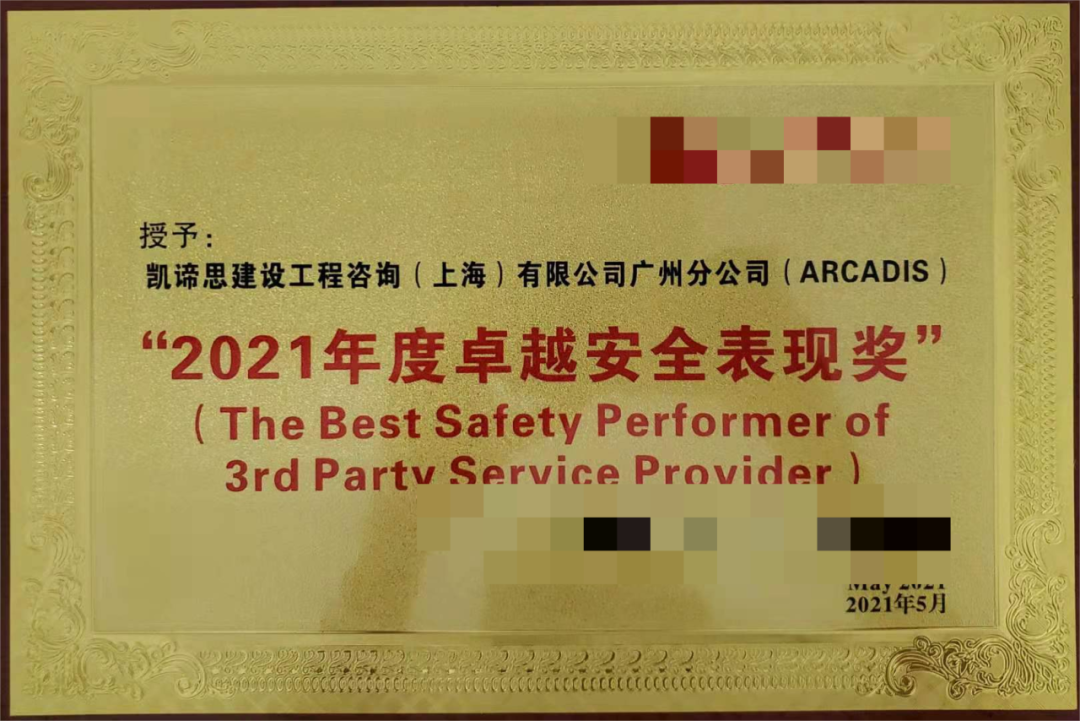 授予：
凯谛思建设工程咨询（上海）有限公司广州分公司（ARCADIS）
“2021年度卓越安全表现奖”
（The Best Safety Performer of
3rd Party Service Provider）
May 2021
2021年5月